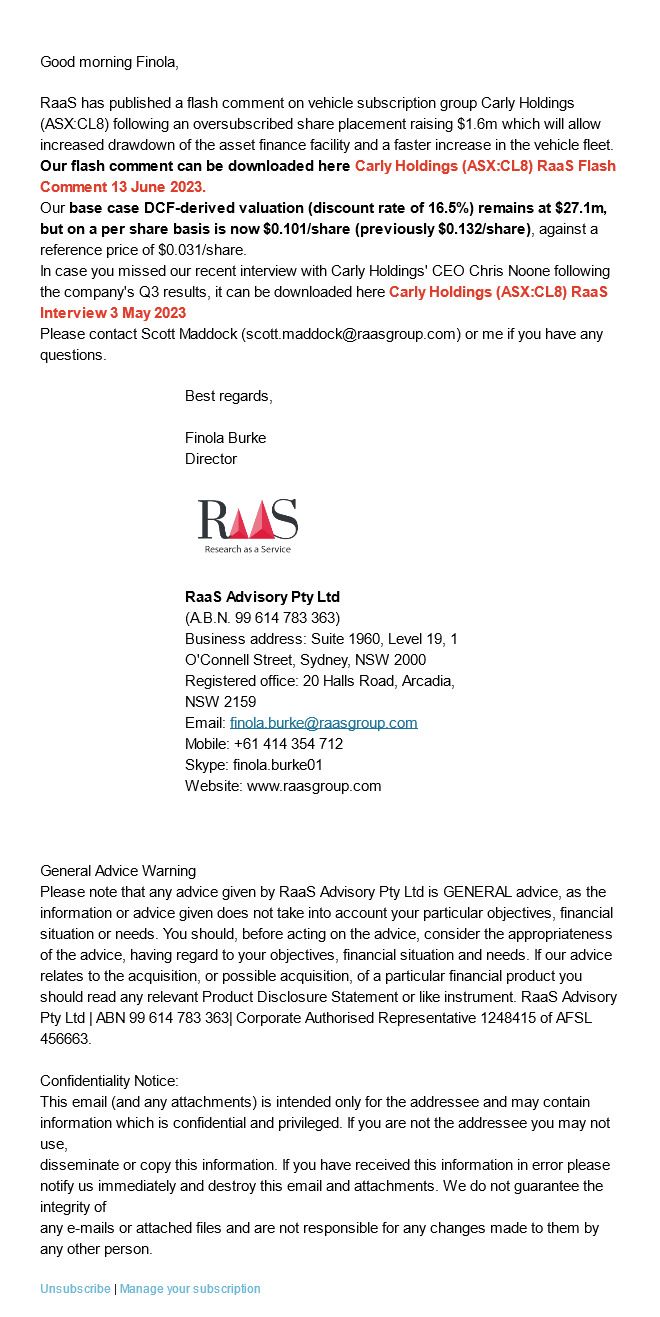 Good morning Finola,
RaaS has published a flash comment on vehicle subscription group Carly Holdings
(ASX:CL8) following an oversubscribed share placement raising $1.6m which will allow
increased drawdown of the asset finance facility and a faster increase in the vehicle fleet.
Our flash comment can be downloaded here Carly Holdings (ASX:CL8) RaaS Flash
Comment 13 June 2023.
Our base case DCF-derived valuation (discount rate of 16.5%) remains at $27.1m,
but on a per share basis is now $0.101/share (previously $0.132/share), against a
reference price of $0.031/share.
In case you missed our recent interview with Carly Holdings' CEO Chris Noone following
the company's Q3 results, it can be downloaded here Carly Holdings (ASX:CL8) RaaS
Interview 3 May 2023
Please contact Scott Maddock (scott.maddock@raasgroup.com) or me if you have any
questions.
Best regards,
Finola Burke
Director
RaaS
Research as a Service
RaaS Advisory Pty Ltd
(A.B.N. 99 614 783 363)
Business address: Suite 1960, Level 19, 1
O'Connell Street, Sydney, NSW 2000
Registered office: 20 Halls Road, Arcadia,
NSW 2159
Email: finola.burke@raasgroup.com
Mobile: +61 414 354 712
Skype: finola.burke01
Website: www.raasgroup.com
General Advice Warning
Please note that any advice given by RaaS Advisory Pty Ltd is GENERAL advice, as the
information or advice given does not take into account your particular objectives, financial
situation or needs. You should, before acting on the advice, consider the appropriateness
of the advice, having regard to your objectives, financial situation and needs. If our advice
relates to the acquisition, or possible acquisition, of a particular financial product you
should read any relevant Product Disclosure Statement or like instrument. RaaS Advisory
Pty Ltd | ABN 99 614 783 363| Corporate Authorised Representative 1248415 of AFSL
456663.
Confidentiality Notice:
This email (and any attachments) is intended only for the addressee and may contain
information which is confidential and privileged. If you are not the addressee you may not
use,
disseminate or copy this information. If you have received this information in error please
notify us immediately and destroy this email and attachments. We do not guarantee the
integrity of
any e-mails or attached files and are not responsible for any changes made to them by
any other person.
Unsubscribe | Manage your subscription